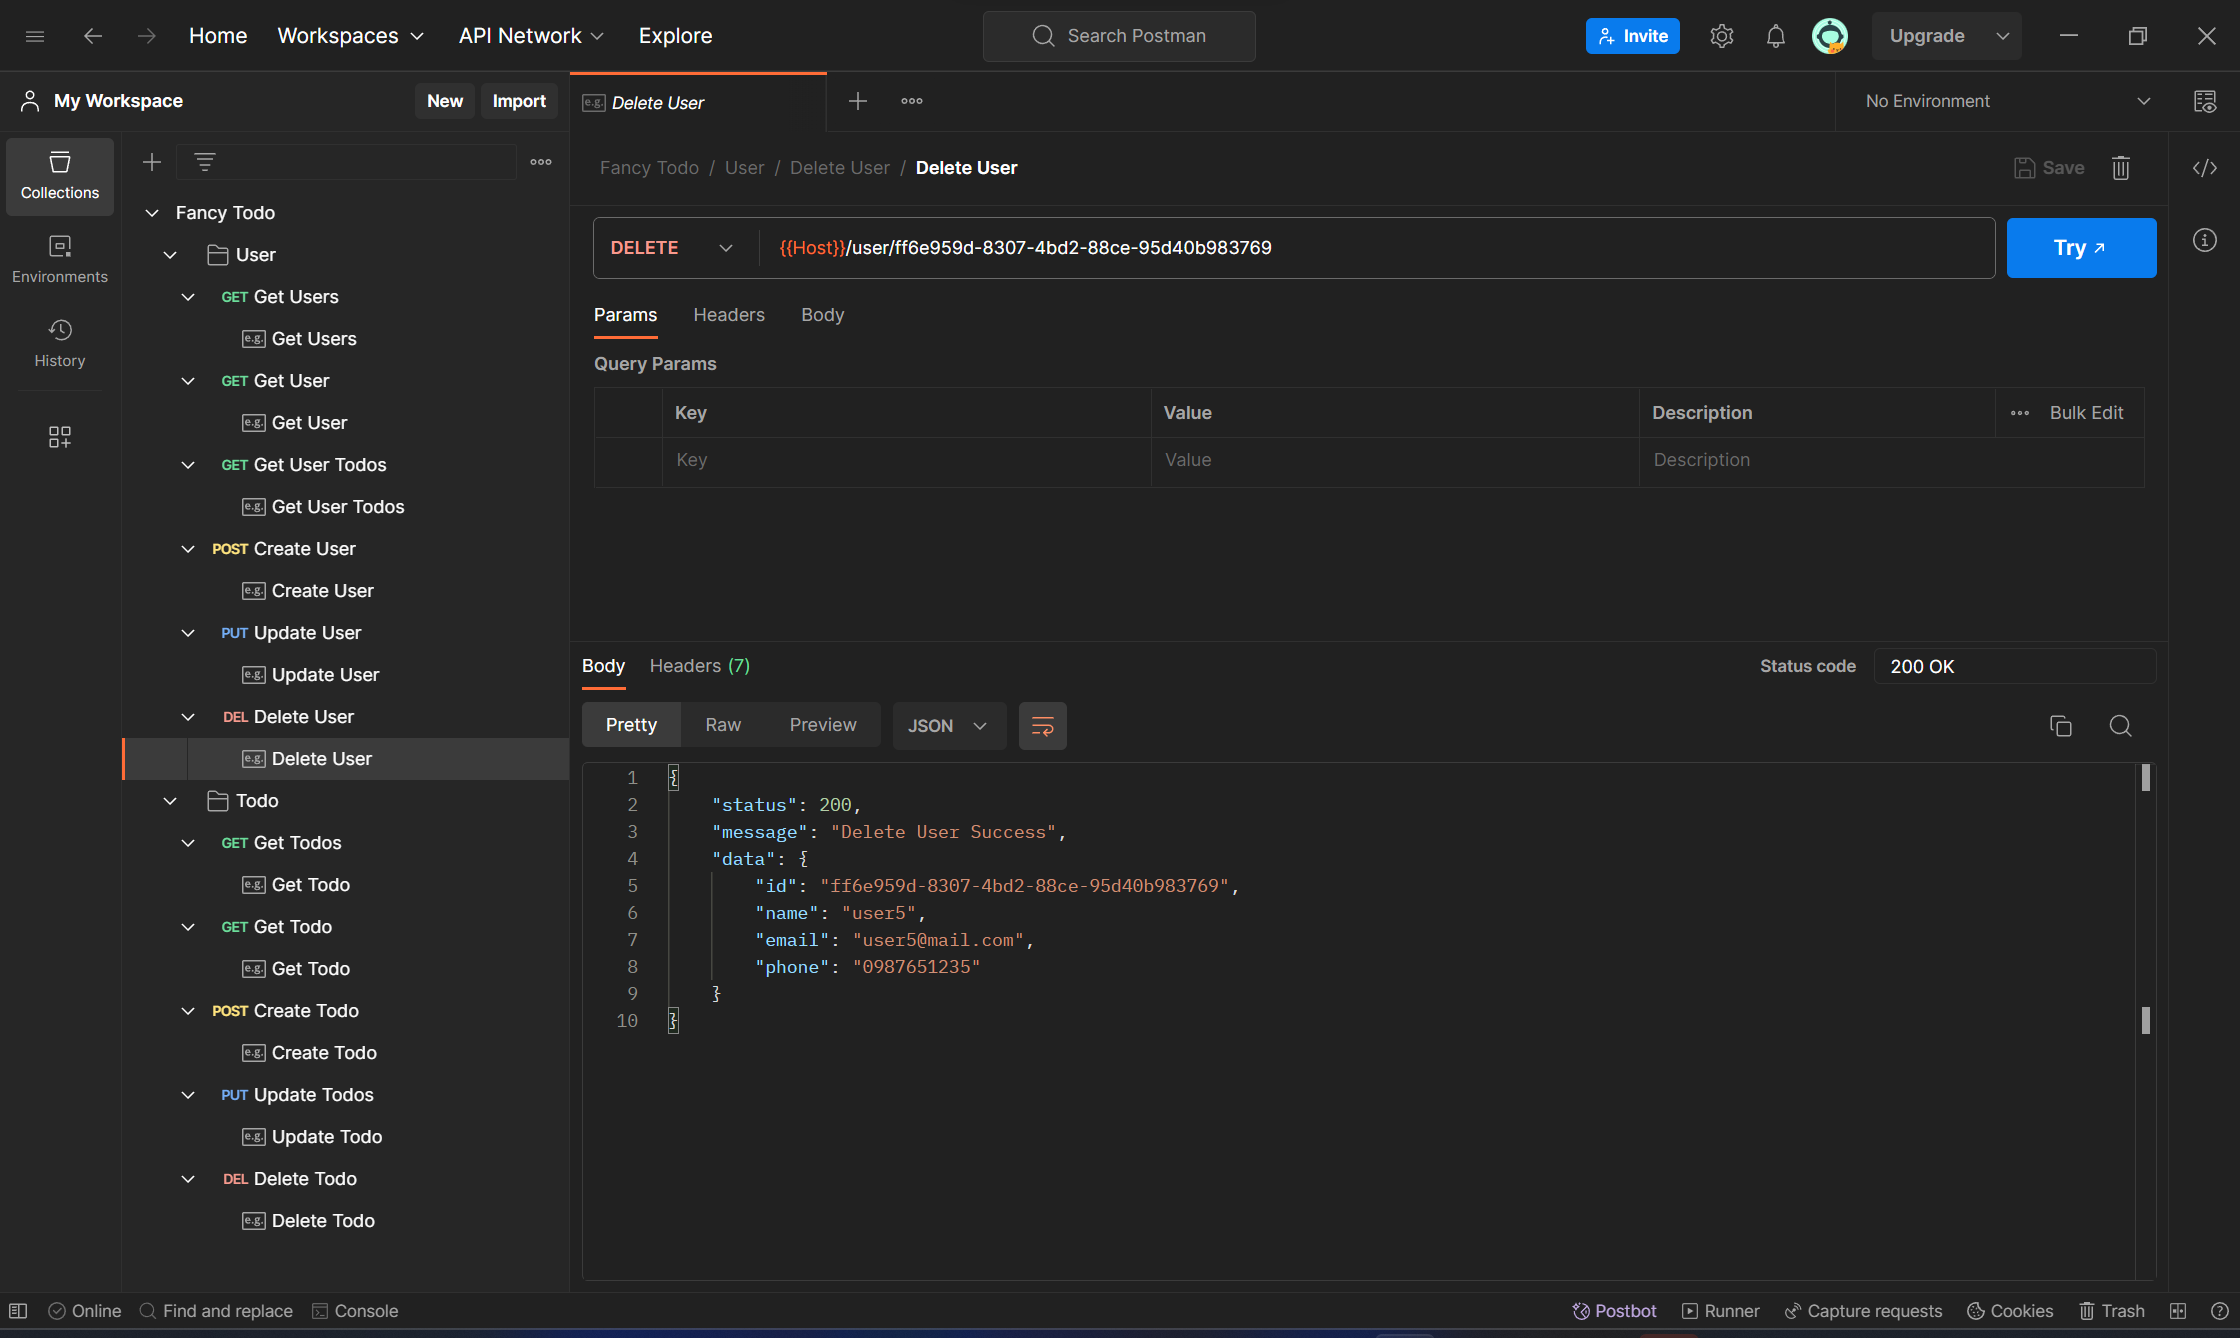 Home Workspaces API Network Explore Search Postman Invite Upgrade
My Workspace New Import e.g. Delete User No Environment
Collections
Environments
History
Fancy Todo
User
GET Get Users
e.g. Get Users
GET Get User
e.g. Get User
GET Get User Todos
e.g. Get User Todos
POST Create User
e.g. Create User
PUT Update User
e.g. Update User
DEL Delete User
e.g. Delete User
Todo
GET Get Todos
e.g. Get Todo
GET Get Todo
e.g. Get Todo
POST Create Todo
e.g. Create Todo
PUT Update Todos
e.g. Update Todo
DEL Delete Todo
e.g. Delete Todo
Fancy Todo / User / Delete User / Delete User Save
DELETE {{Host}}/user/ff6e959d-8307-4bd2-88ce-95d40b983769 Try
Params Headers Body
Query Params
Key Value Description Bulk Edit
Key Value Description
Body Headers (7) Status code 200 OK
Pretty Raw Preview JSON
1 {
2 "status": 200,
3 "message": "Delete User Success",
4 "data": {
5 "id": "ff6e959d-8307-4bd2-88ce-95d40b983769",
6 "name": "user5",
7 "email": "user5@mail.com",
8 "phone": "0987651235"
9 }
10 }
Online Find and replace Console Postbot Runner Capture requests Cookies Trash